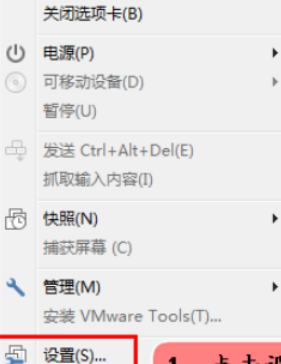 关闭选项卡(B)
电源(P)
可移动设备(D)
暂停(U)
发送 Ctrl+Alt+Del(E)
抓取输入内容(I)
快照(N)
捕获屏幕 (C)
管理(M)
安装 VMware Tools(T)...
设置(S)...
1、点击